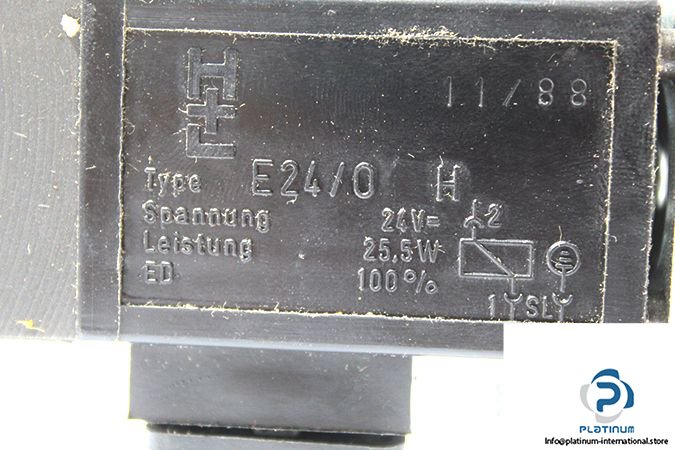 L+H
11/88
Type E24/0 H
Spannung 24V= 2
Leistung 25,5W
ED 100%
1 SL
PLATINUM
Info@platinum-international.store